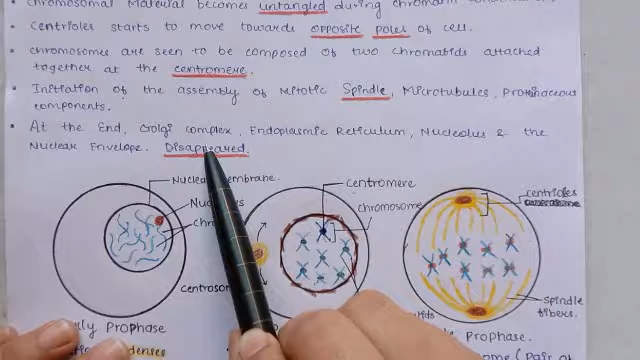 chromosomal Material becomes untangled during chromatin
Centrioles starts to move towards opposite poles of cell.
chromosomes are seen to be composed of two chromatids attached
together at the centromere.
Initiation of the assembly of mitotic Spindle, Microtubules, Protinaceous
components.
At the End, Golgi complex, Endoplasmic Reticulum, Nucleolus & the
Nuclear Envelope. Disappeared.
Nuclear Membrane.
centromere
chromosome
centrioles
spindle
fibers.
Prophase
Prophase.